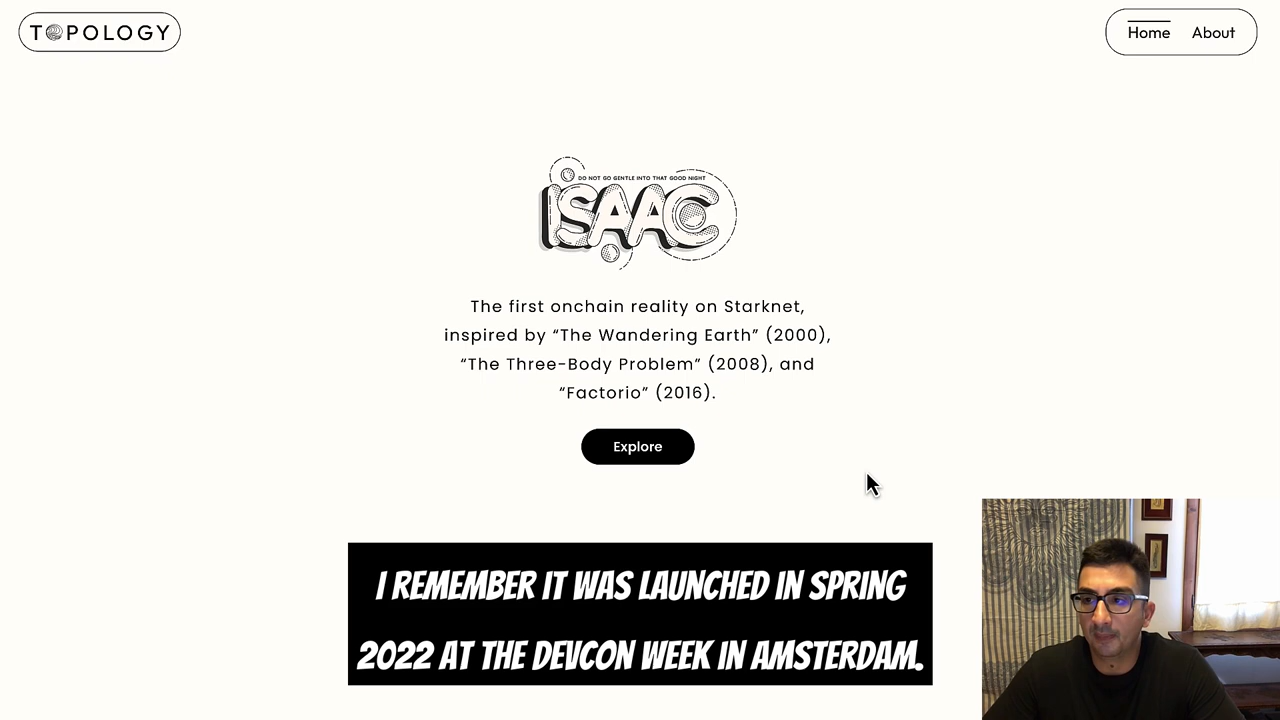 TOPOLOGY
Home About
DO NOT GO GENTLE INTO THAT GOOD NIGHT
ISAAC
The first onchain reality on Starknet,
inspired by “The Wandering Earth” (2000),
“The Three-Body Problem” (2008), and
“Factorio” (2016).
Explore
I REMEMBER IT WAS LAUNCHED IN SPRING
2022 AT THE DEVCON WEEK IN AMSTERDAM.